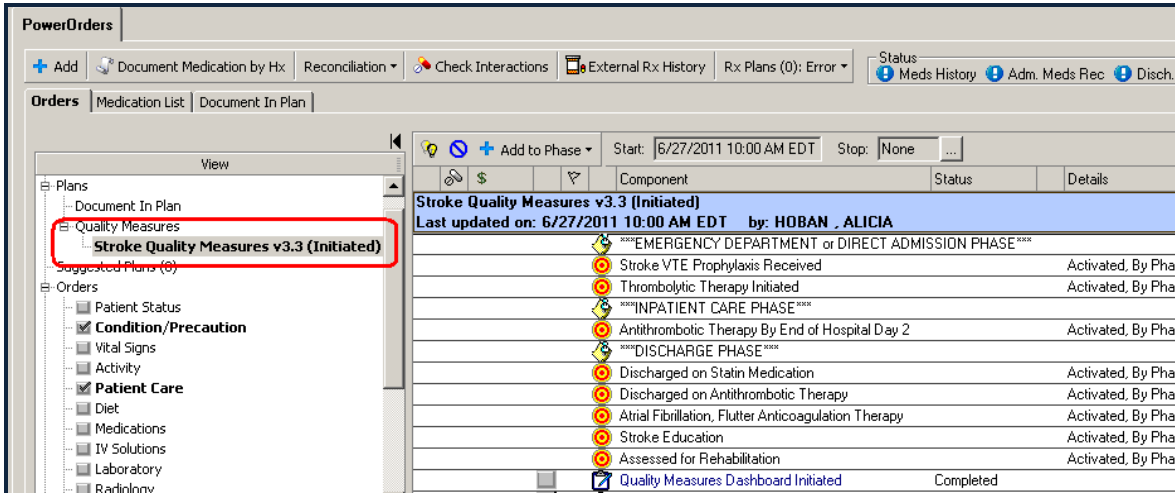 PowerOrders
Add Document Medication by Hx Reconciliation Check Interactions External Rx History Rx Plans (0): Error
Status
Meds History Adm. Meds Rec Disch.
Orders Medication List Document In Plan
View
Plans
Document In Plan
Quality Measures
Stroke Quality Measures v3.3 (Initiated)
Suggested Plans (0)
Orders
Patient Status
Condition/Precaution
Vital Signs
Activity
Patient Care
Diet
Medications
IV Solutions
Laboratory
Radiology
Add to Phase Start: 6/27/2011 10:00 AM EDT Stop: None ...
$ Component Status Details
Stroke Quality Measures v3.3 (Initiated)
Last updated on: 6/27/2011 10:00 AM EDT by: HOBAN , ALICIA
***EMERGENCY DEPARTMENT or DIRECT ADMISSION PHASE***
Stroke VTE Prophylaxis Received Activated, By Pha
Thrombolytic Therapy Initiated Activated, By Pha
***INPATIENT CARE PHASE***
Antithrombotic Therapy By End of Hospital Day 2 Activated, By Pha
***DISCHARGE PHASE***
Discharged on Statin Medication Activated, By Pha
Discharged on Antithrombotic Therapy Activated, By Pha
Atrial Fibrillation, Flutter Anticoagulation Therapy Activated, By Pha
Stroke Education Activated, By Pha
Assessed for Rehabilitation Activated, By Pha
Quality Measures Dashboard Initiated Completed